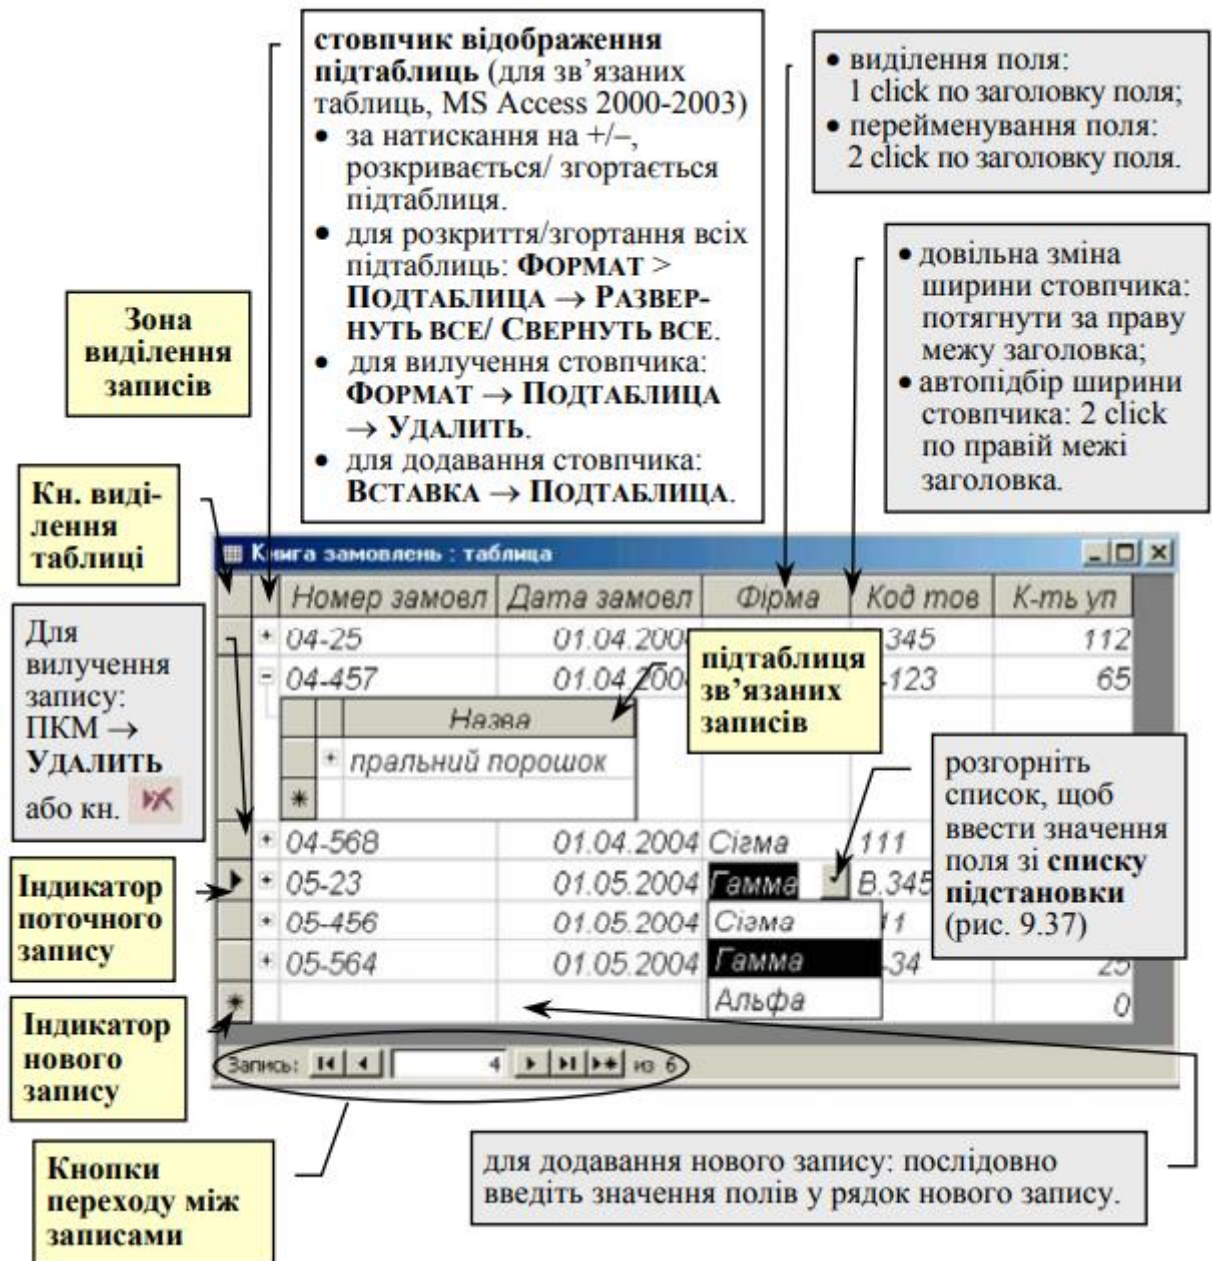 стовпчик відображення
підтаблиць (для зв’язаних
таблиць, MS Access 2000-2003)
• за натискання на +/–,
розкривається/ згортається
підтаблиця.
• для розкриття/згортання всіх
підтаблиць: ФОРМАТ >
ПОДТАБЛИЦА → РАЗВЕР-
НУТЬ ВСЕ/ СВЕРНУТЬ ВСЕ.
• для вилучення стовпчика:
ФОРМАТ → ПОДТАБЛИЦА
→ УДАЛИТЬ.
• для додавання стовпчика:
ВСТАВКА → ПОДТАБЛИЦА.
• виділення поля:
1 click по заголовку поля;
• перейменування поля:
2 click по заголовку поля.
• довільна зміна
ширини стовпчика:
потягнути за праву
межу заголовка;
• автопідбір ширини
стовпчика: 2 click
по правій межі
заголовка.
Зона
виділення
записів
Кн. виді-
лення
таблиці
Для
вилучення
запису:
ПКМ →
УДАЛИТЬ
або кн.
Індикатор
поточного
запису
Індикатор
нового
запису
Книга замовлень : таблица
Номер замовл Дата замовл Фірма Код тов К-ть уп
+ 04-25 01.04.200 .345 112
− 04-457 01.04.200 -123 65
Назва
+ пральний порошок
*
підтаблиця
зв’язаних
записів
+ 04-568 01.04.2004 Сігма 111
+ 05-23 01.05.2004 Гамма В.345
+ 05-456 01.05.2004 Сігма 11
+ 05-564 01.05.2004 Гамма -34 25
* Альфа 0
розгорніть
список, щоб
ввести значення
поля зі списку
підстановки
(рис. 9.37)
Запись: 4 из 6
Кнопки
переходу між
записами
для додавання нового запису: послідовно
введіть значення полів у рядок нового запису.